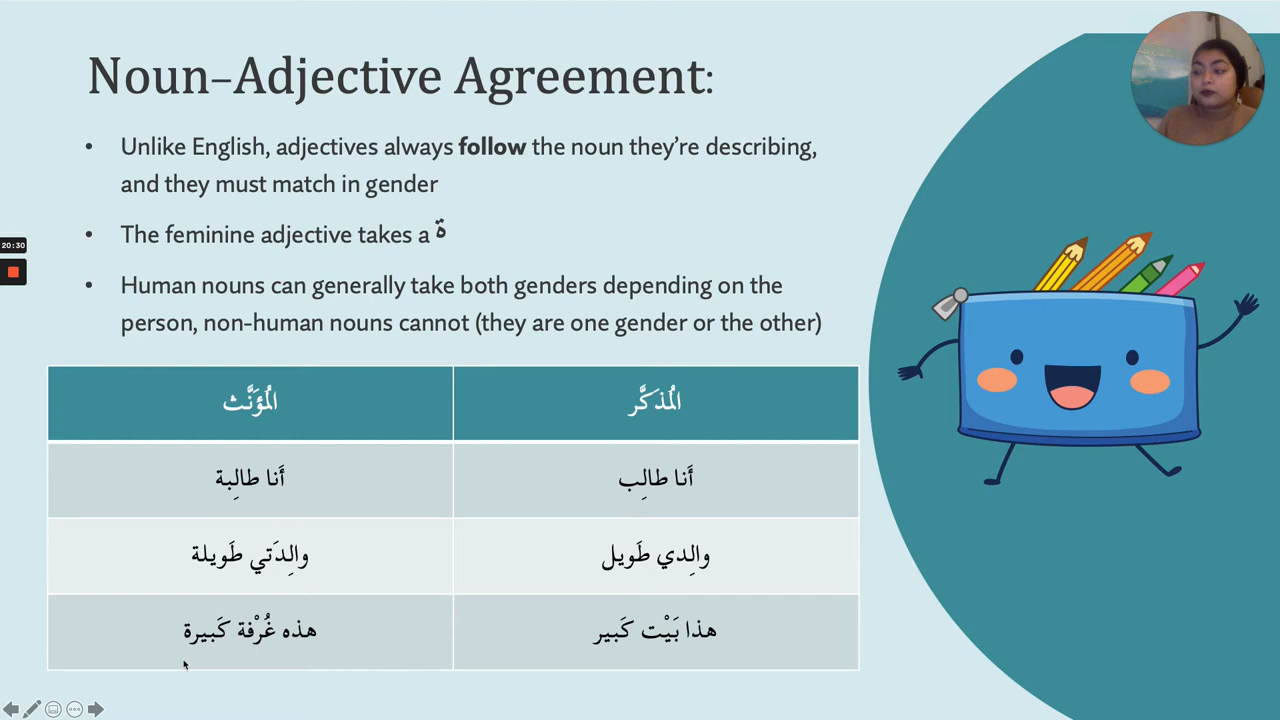 Noun–Adjective Agreement:
• Unlike English, adjectives always follow the noun they’re describing,
and they must match in gender
• The feminine adjective takes a ة
• Human nouns can generally take both genders depending on the
person, non-human nouns cannot (they are one gender or the other)
المُذَكَّر المُؤَنَّث
أَنا طالِب أَنا طالِبة
والِدي طَويل والِدَتي طَويلة
هذا بَيْت كَبير هذه غُرْفة كَبيرة
20:30